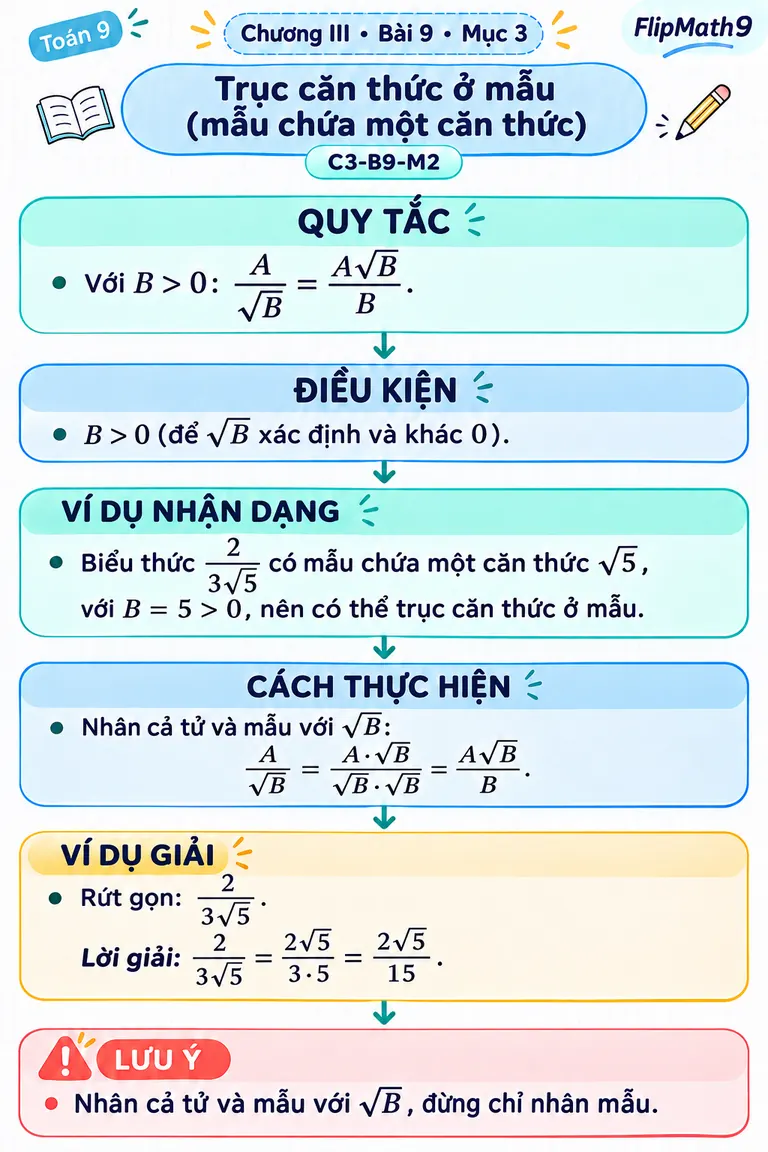 Toán 9
Chương III • Bài 9 • Mục 3
FlipMath9
Trục căn thức ở mẫu
(mẫu chứa một căn thức)
C3-B9-M2
QUY TẮC
• Với B > 0: A/√B = A√B/B.
ĐIỀU KIỆN
• B > 0 (để √B xác định và khác 0).
VÍ DỤ NHẬN DẠNG
• Biểu thức 2/3√5 có mẫu chứa một căn thức √5,
với B = 5 > 0, nên có thể trục căn thức ở mẫu.
CÁCH THỰC HIỆN
• Nhân cả tử và mẫu với √B:
A/√B = A·√B/√B·√B = A√B/B.
VÍ DỤ GIẢI
• Rứt gọn: 2/3√5.
Lời giải: 2/3√5 = 2√5/3·5 = 2√5/15.
! LƯU Ý
• Nhân cả tử và mẫu với √B, đừng chỉ nhân mẫu.